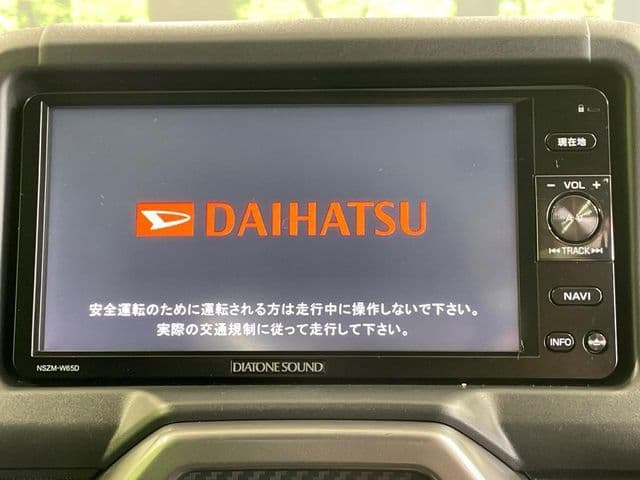 現在地
− VOL +
DAIHATSU
TRACK
安全運転のために運転される方は走行中に操作しないで下さい。
実際の交通規制に従って走行して下さい。
NAVI
INFO
NSZM-W65D
DIATONE SOUND